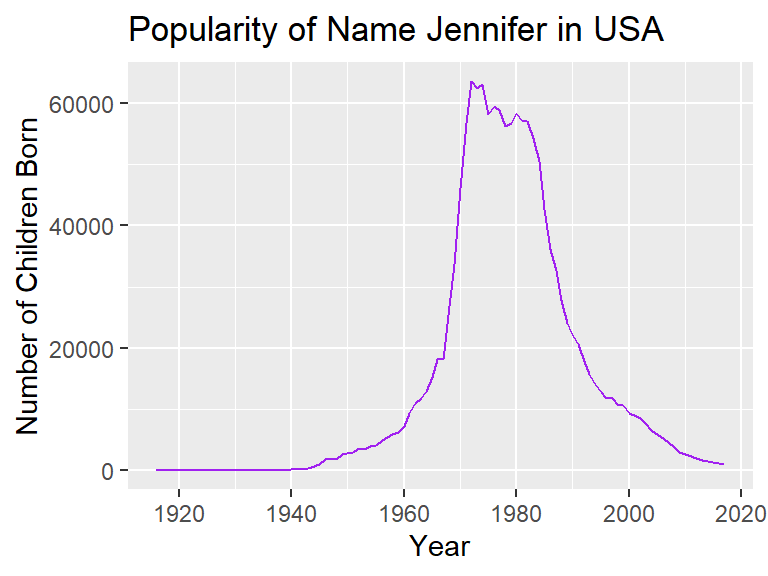 Popularity of Name Jennifer in USA
60000
40000
20000
0
Number of Children Born
1920 1940 1960 1980 2000 2020
Year